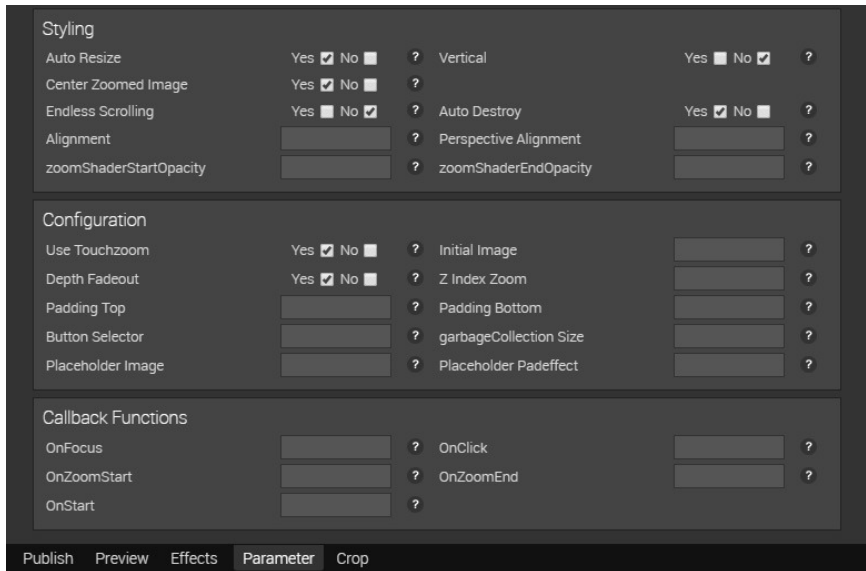 Styling
Auto Resize Yes No ? Vertical Yes No ?
Center Zoomed Image Yes No ?
Endless Scrolling Yes No ? Auto Destroy Yes No ?
Alignment ? Perspective Alignment ?
zoomShaderStartOpacity ? zoomShaderEndOpacity ?
Configuration
Use Touchzoom Yes No ? Initial Image ?
Depth Fadeout Yes No ? Z Index Zoom ?
Padding Top ? Padding Bottom ?
Button Selector ? garbageCollection Size ?
Placeholder Image ? Placeholder Padeffect ?
Callback Functions
OnFocus ? OnClick ?
OnZoomStart ? OnZoomEnd ?
OnStart ?
Publish Preview Effects Parameter Crop